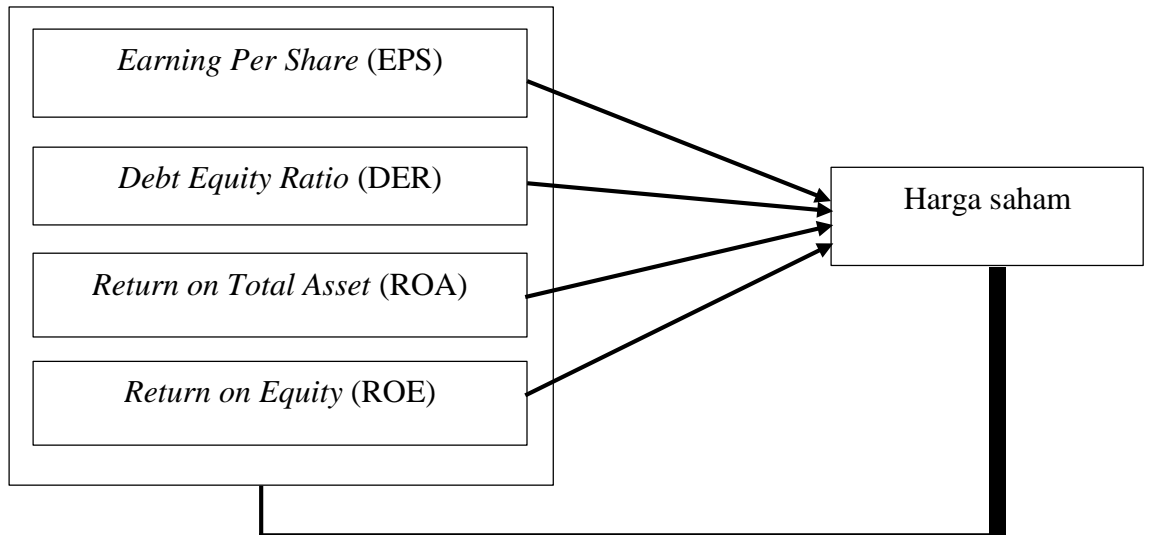 Earning Per Share (EPS)
Debt Equity Ratio (DER)
Harga saham
Return on Total Asset (ROA)
Return on Equity (ROE)